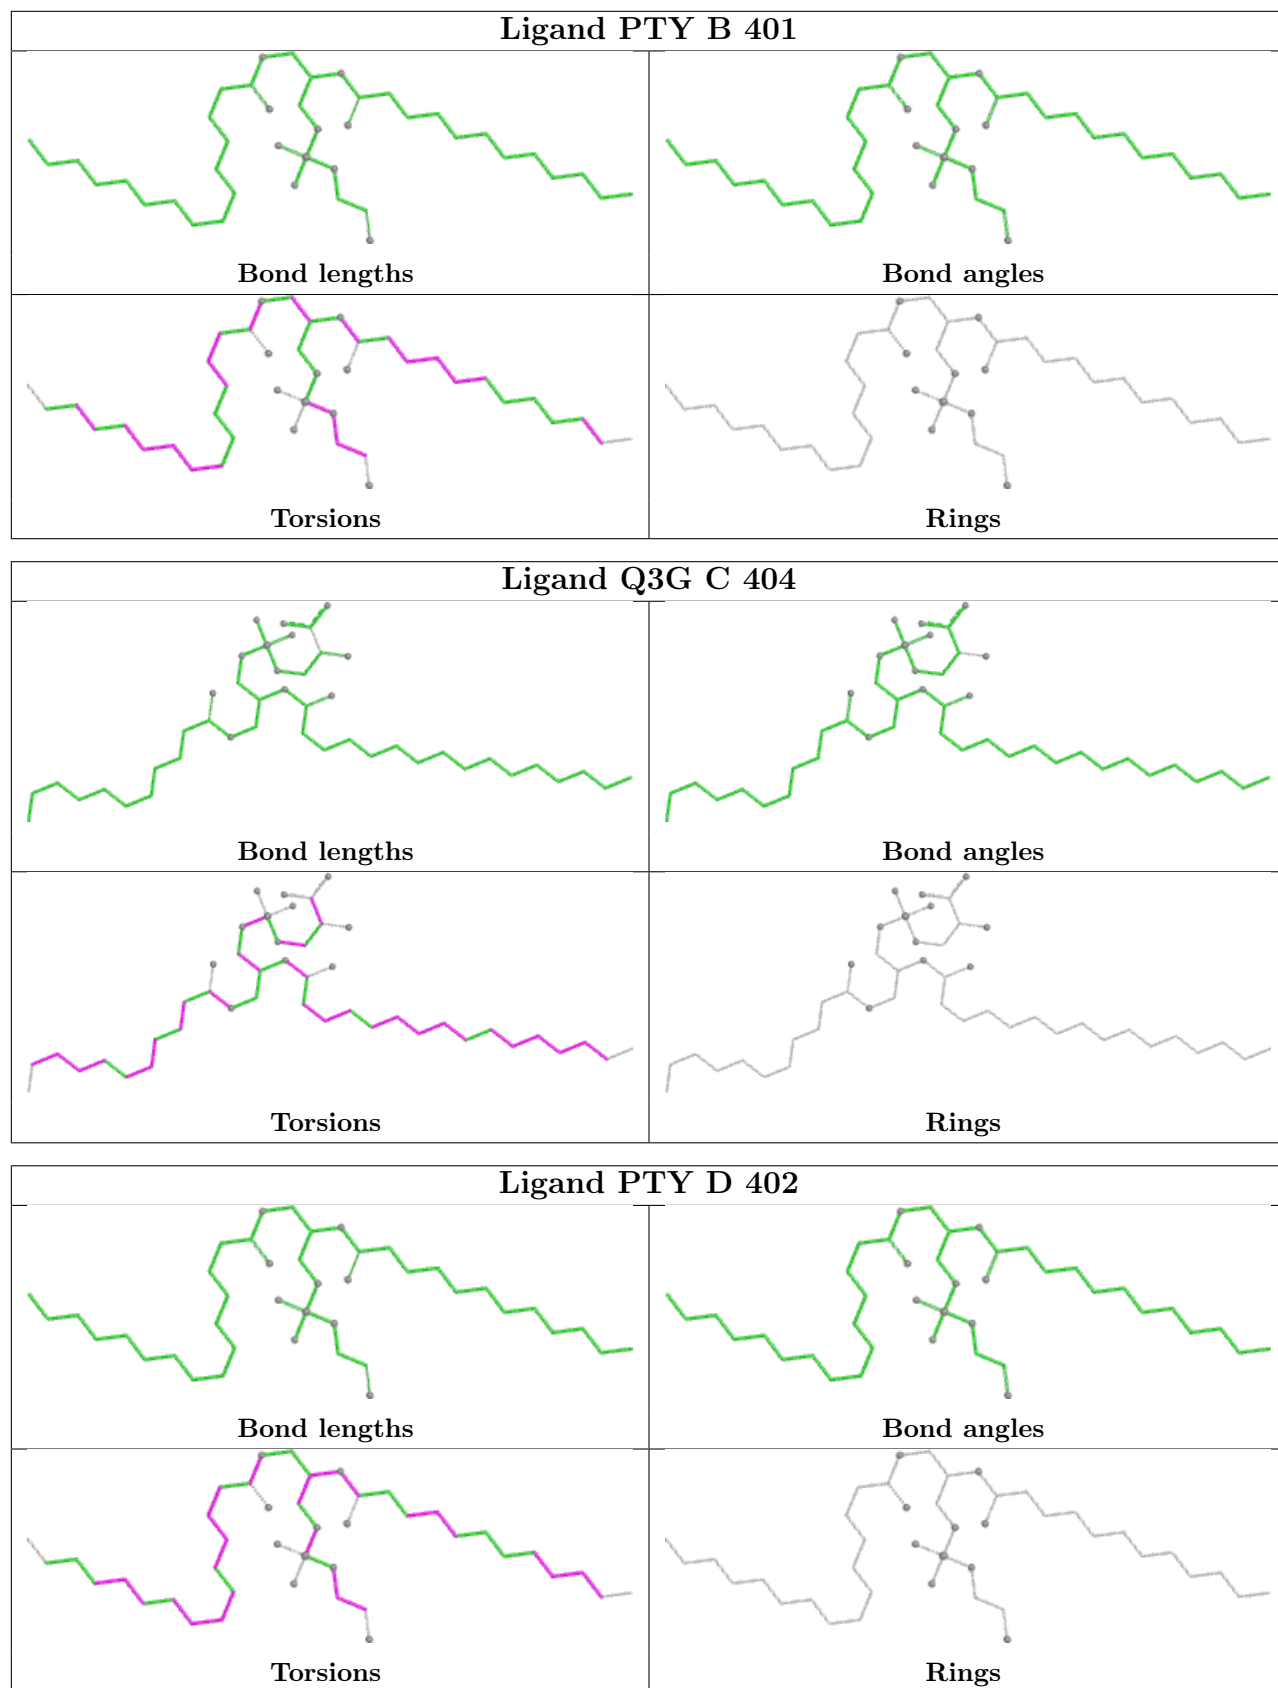 Ligand PTY B 401
Bond lengths
Bond angles
Torsions
Rings
Ligand Q3G C 404
Bond lengths
Bond angles
Torsions
Rings
Ligand PTY D 402
Bond lengths
Bond angles
Torsions
Rings